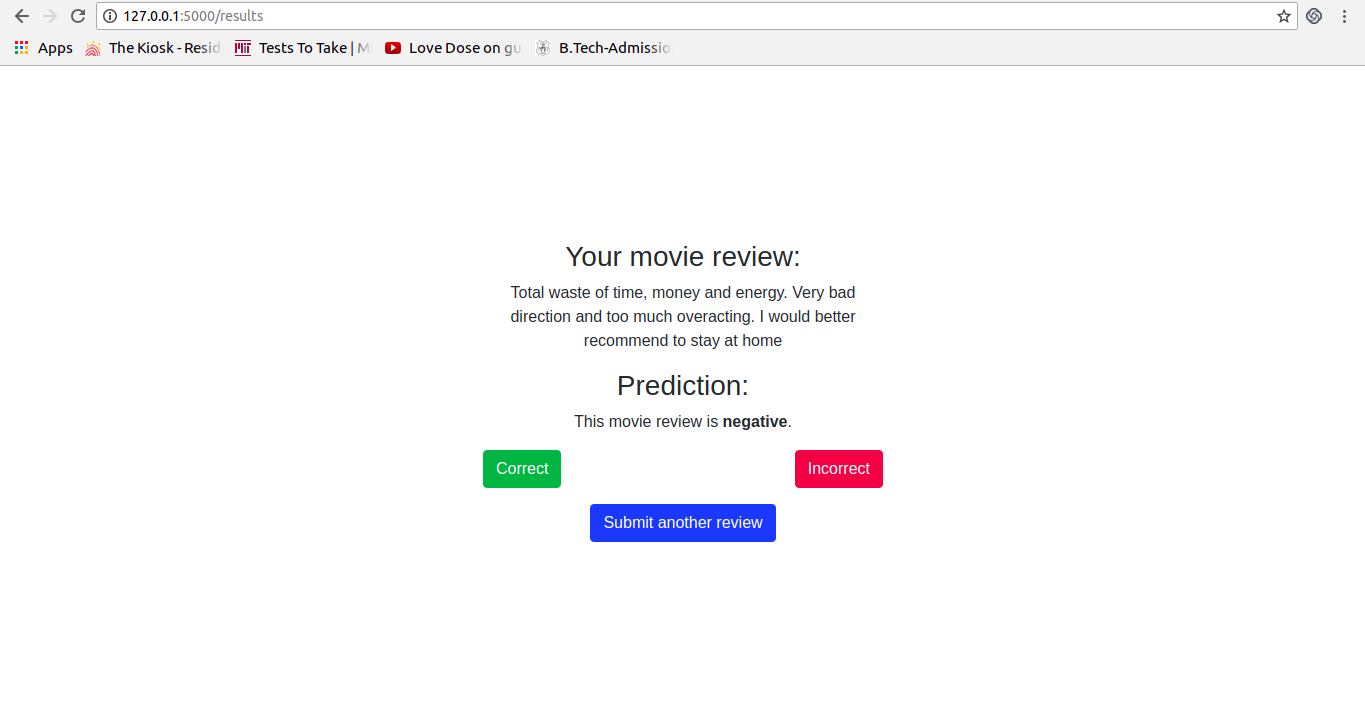 127.0.0.1:5000/results
Apps The Kiosk - Resid Tests To Take | M Love Dose on gu B.Tech-Admissio
Your movie review:
Total waste of time, money and energy. Very bad
direction and too much overacting. I would better
recommend to stay at home
Prediction:
This movie review is negative.
Correct Incorrect
Submit another review